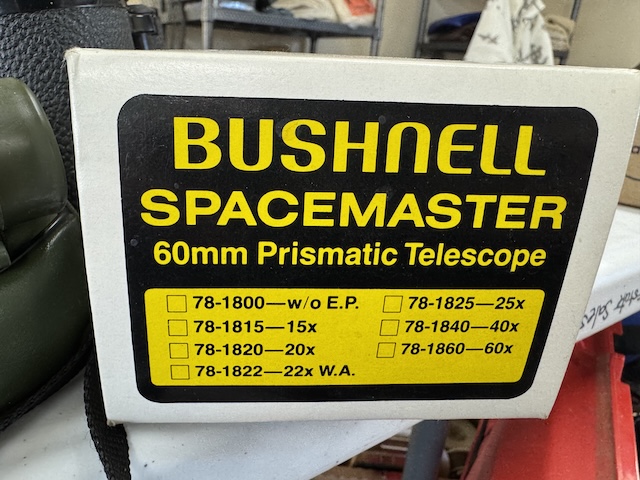 BUSHNELL
SPACEMASTER
60mm Prismatic Telescope
78-1800—w/o E.P.
78-1815—15x
78-1820—20x
78-1822—22x W.A.
78-1825—25x
78-1840—40x
78-1860—60x